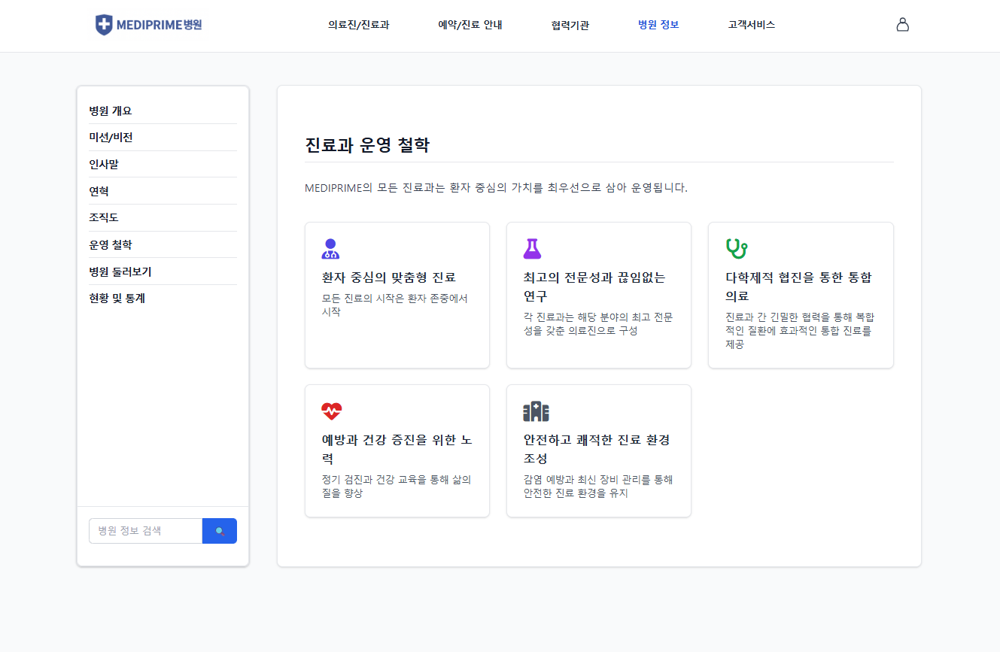 MEDIPRIME병원
의료진/진료과
예약/진료 안내
협력기관
병원 정보
고객서비스
병원 개요
미션/비전
인사말
연혁
조직도
운영 철학
병원 둘러보기
현황 및 통계
병원 정보 검색
진료과 운영 철학
MEDIPRIME의 모든 진료과는 환자 중심의 가치를 최우선으로 삼아 운영됩니다.
환자 중심의 맞춤형 진료
모든 진료의 시작은 환자 존중에서
시작
최고의 전문성과 끊임없는
연구
각 진료과는 해당 분야의 최고 전문
성을 갖춘 의료진으로 구성
다학제적 협진을 통한 통합
의료
진료과 간 긴밀한 협력을 통해 복합
적인 질환에 효과적인 통합 진료를
제공
예방과 건강 증진을 위한 노
력
정기 검진과 건강 교육을 통해 삶의
질을 향상
안전하고 쾌적한 진료 환경
조성
감염 예방과 최신 장비 관리를 통해
안전한 진료 환경을 유지